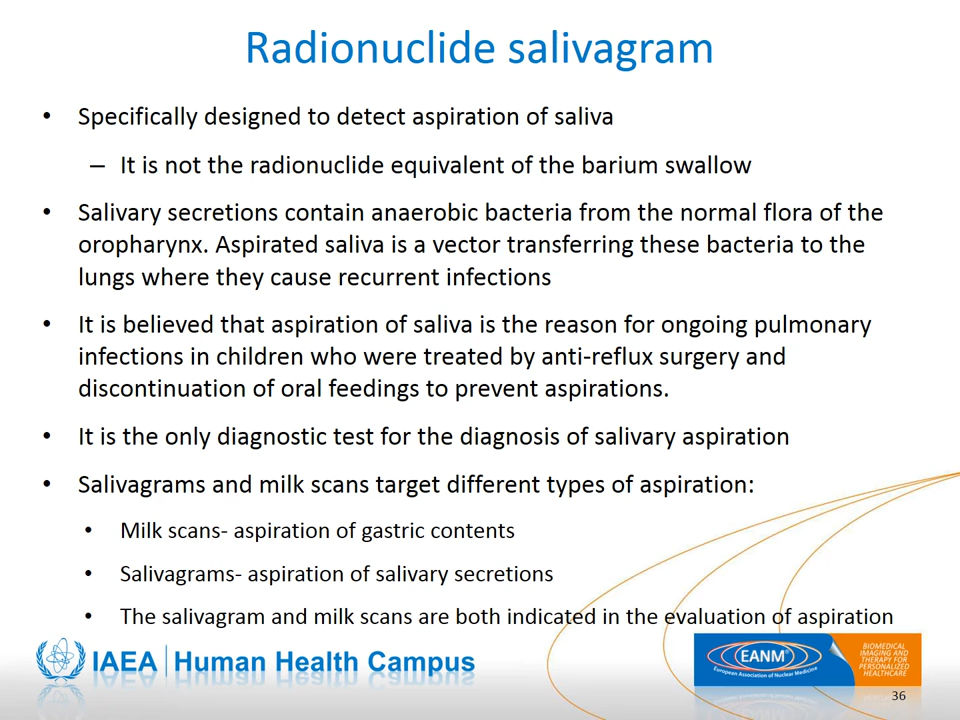 Radionuclide salivagram
• Specifically designed to detect aspiration of saliva
– It is not the radionuclide equivalent of the barium swallow
• Salivary secretions contain anaerobic bacteria from the normal flora of the
oropharynx. Aspirated saliva is a vector transferring these bacteria to the
lungs where they cause recurrent infections
• It is believed that aspiration of saliva is the reason for ongoing pulmonary
infections in children who were treated by anti-reflux surgery and
discontinuation of oral feedings to prevent aspirations.
• It is the only diagnostic test for the diagnosis of salivary aspiration
• Salivagrams and milk scans target different types of aspiration:
• Milk scans- aspiration of gastric contents
• Salivagrams- aspiration of salivary secretions
• The salivagram and milk scans are both indicated in the evaluation of aspiration
IAEA | Human Health Campus
EANM®
European Association of Nuclear Medicine
BIOMEDICAL
IMAGING AND
THERAPY FOR
PERSONALIZED
HEALTHCARE
36